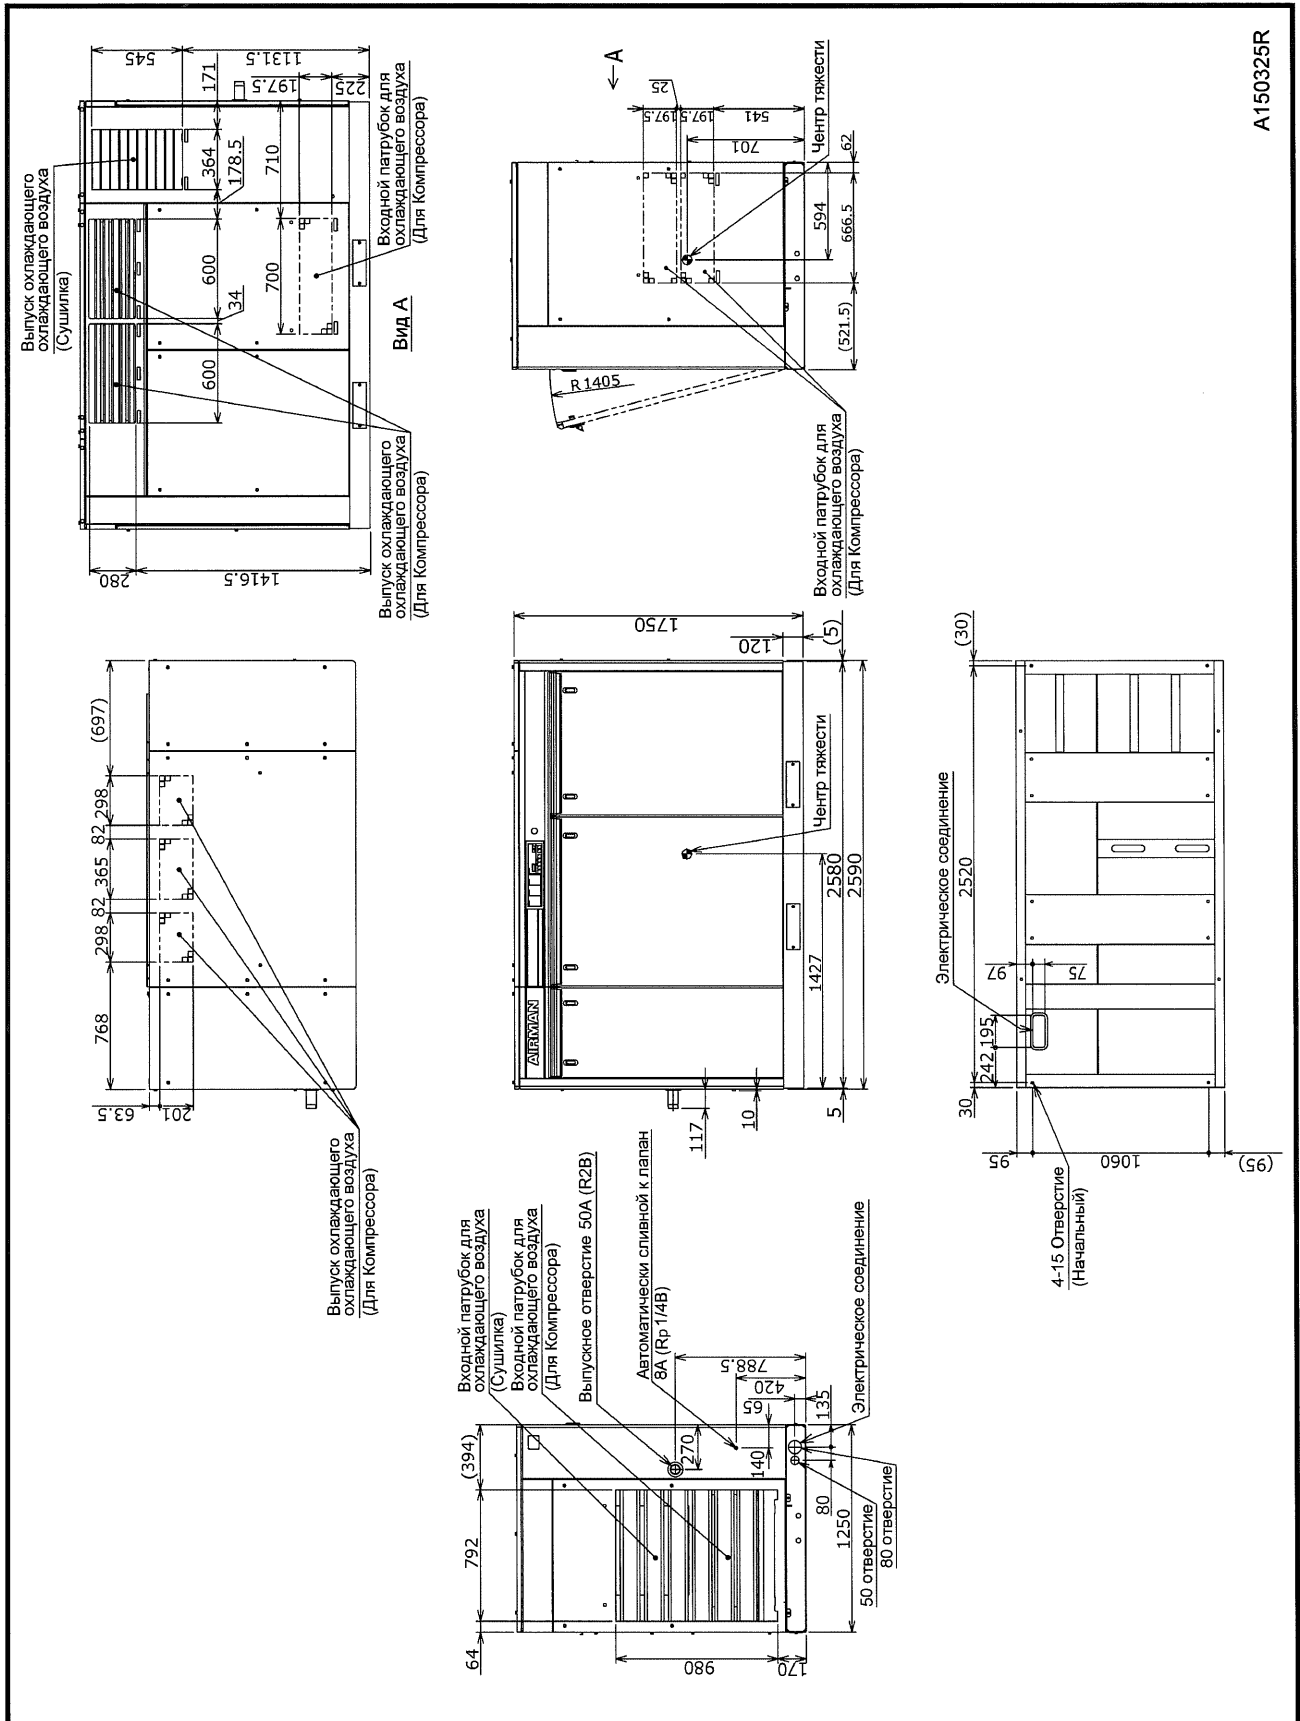 A150325R
Выпуск охлаждающего
охлаждающего воздуха
(Для Компрессора)
63.5
201
768
298
82
365
82
298
(697)
Выпуск охлаждающего
охлаждающего воздуха
(Сушилка)
Выпуск охлаждающего
охлаждающего воздуха
(Для Компрессора)
280
1416.5
600
34
600
178.5
364
171
700
710
545
1131.5
197.5
225
Вид А
Входной патрубок для
охлаждающего воздуха
(Для Компрессора)
Входной патрубок для
охлаждающего воздуха
(Сушилка)
Входной патрубок для
охлаждающего воздуха
(Для Компрессора)
Выпускное отверстие 50А (R2B)
Автоматически сливной к лапан
8А (Rp 1/4B)
Электрическое соединение
64
792
(394)
980
170
270
140
65
420
788.5
80
135
1250
50 отверстие
80 отверстие
AIRMAN
117
10
5
1427
2580
2590
(5)
1750
120
Чентр тяжести
А
25
197.5
197.5
541
701
62
594
666.5
(521.5)
R 1405
Чентр тяжести
Входной патрубок для
охлаждающего воздуха
(Для Компрессора)
Электрическое соединение
30
242
195
2520
(30)
97
75
95
1060
(95)
4-15 Отверстие
(Начальный)